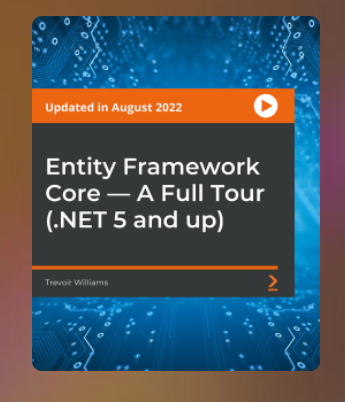 Updated in August 2022
Entity Framework
Core — A Full Tour
(.NET 5 and up)
Trevoir Williams